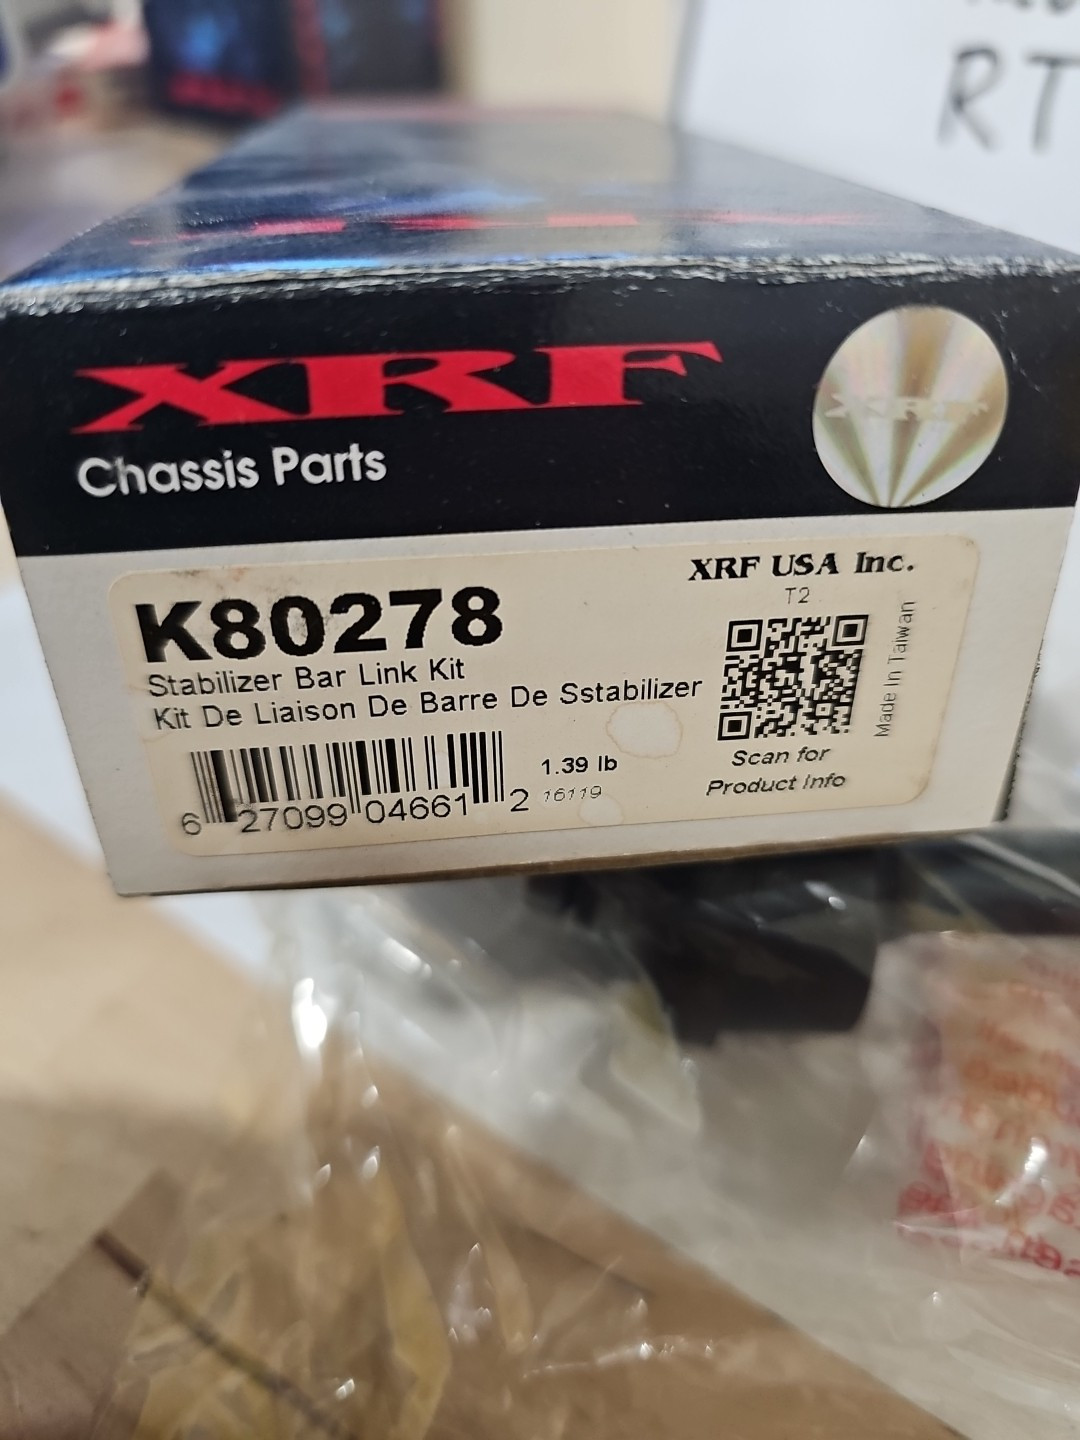 RT
XRF
Chassis Parts
XRF
XRF USA Inc.
T2
Made In Taiwan
K80278
Stabilizer Bar Link Kit
Kit De Liaison De Barre De Sstabilizer
1.39 lb
16119
6 27099 04661 2
Scan for
Product Info